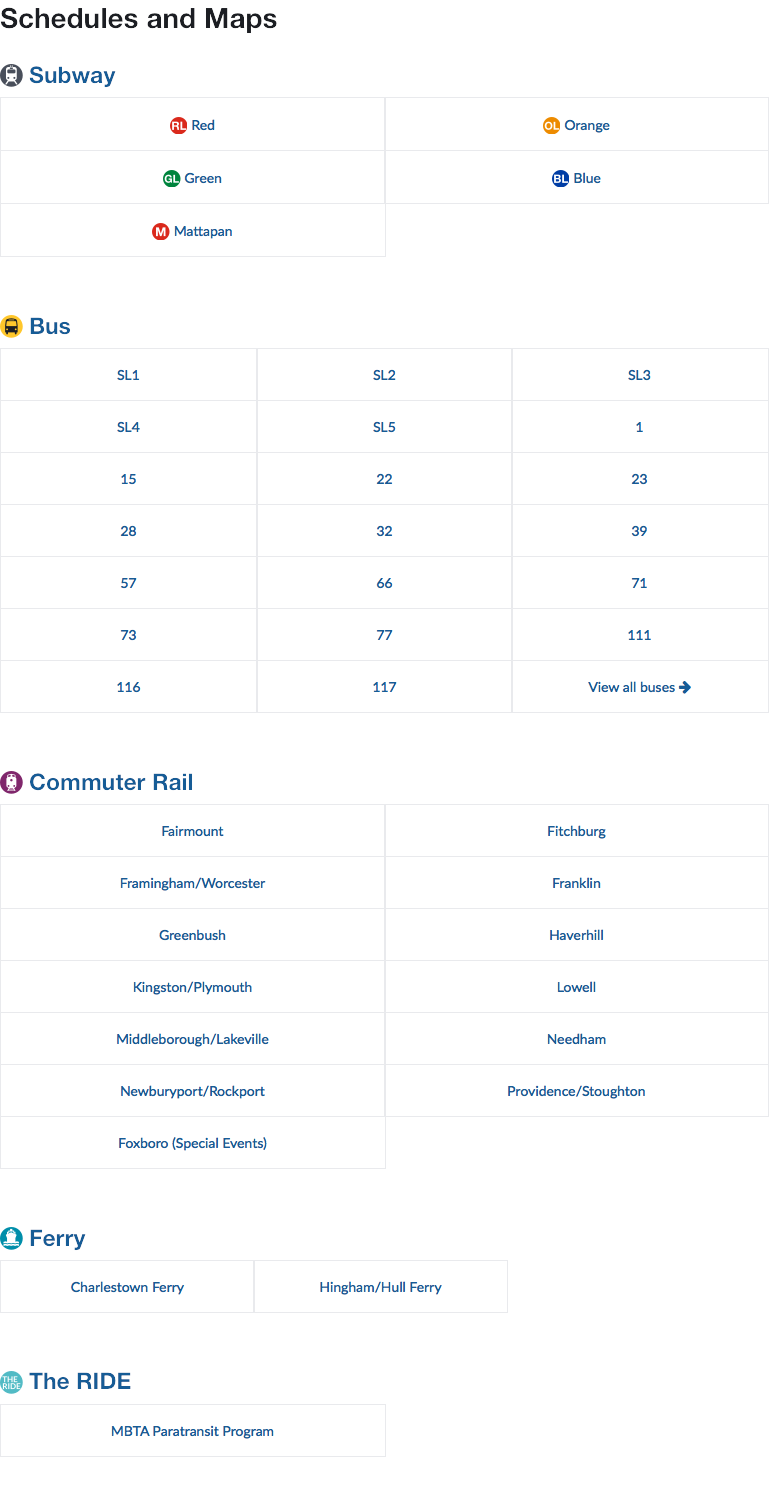 Schedules and Maps
Subway
RL Red
OL Orange
GL Green
BL Blue
M Mattapan
Bus
SL1
SL2
SL3
SL4
SL5
1
15
22
23
28
32
39
57
66
71
73
77
111
116
117
View all buses
Commuter Rail
Fairmount
Fitchburg
Framingham/Worcester
Franklin
Greenbush
Haverhill
Kingston/Plymouth
Lowell
Middleborough/Lakeville
Needham
Newburyport/Rockport
Providence/Stoughton
Foxboro (Special Events)
Ferry
Charlestown Ferry
Hingham/Hull Ferry
THE
RIDE
The RIDE
MBTA Paratransit Program